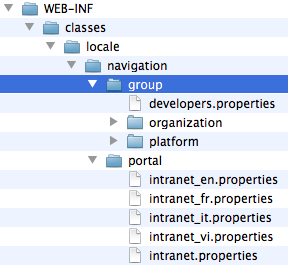 WEB-INF
classes
locale
navigation
group
developers.properties
organization
platform
portal
intranet_en.properties
intranet_fr.properties
intranet_it.properties
intranet_vi.properties
intranet.properties